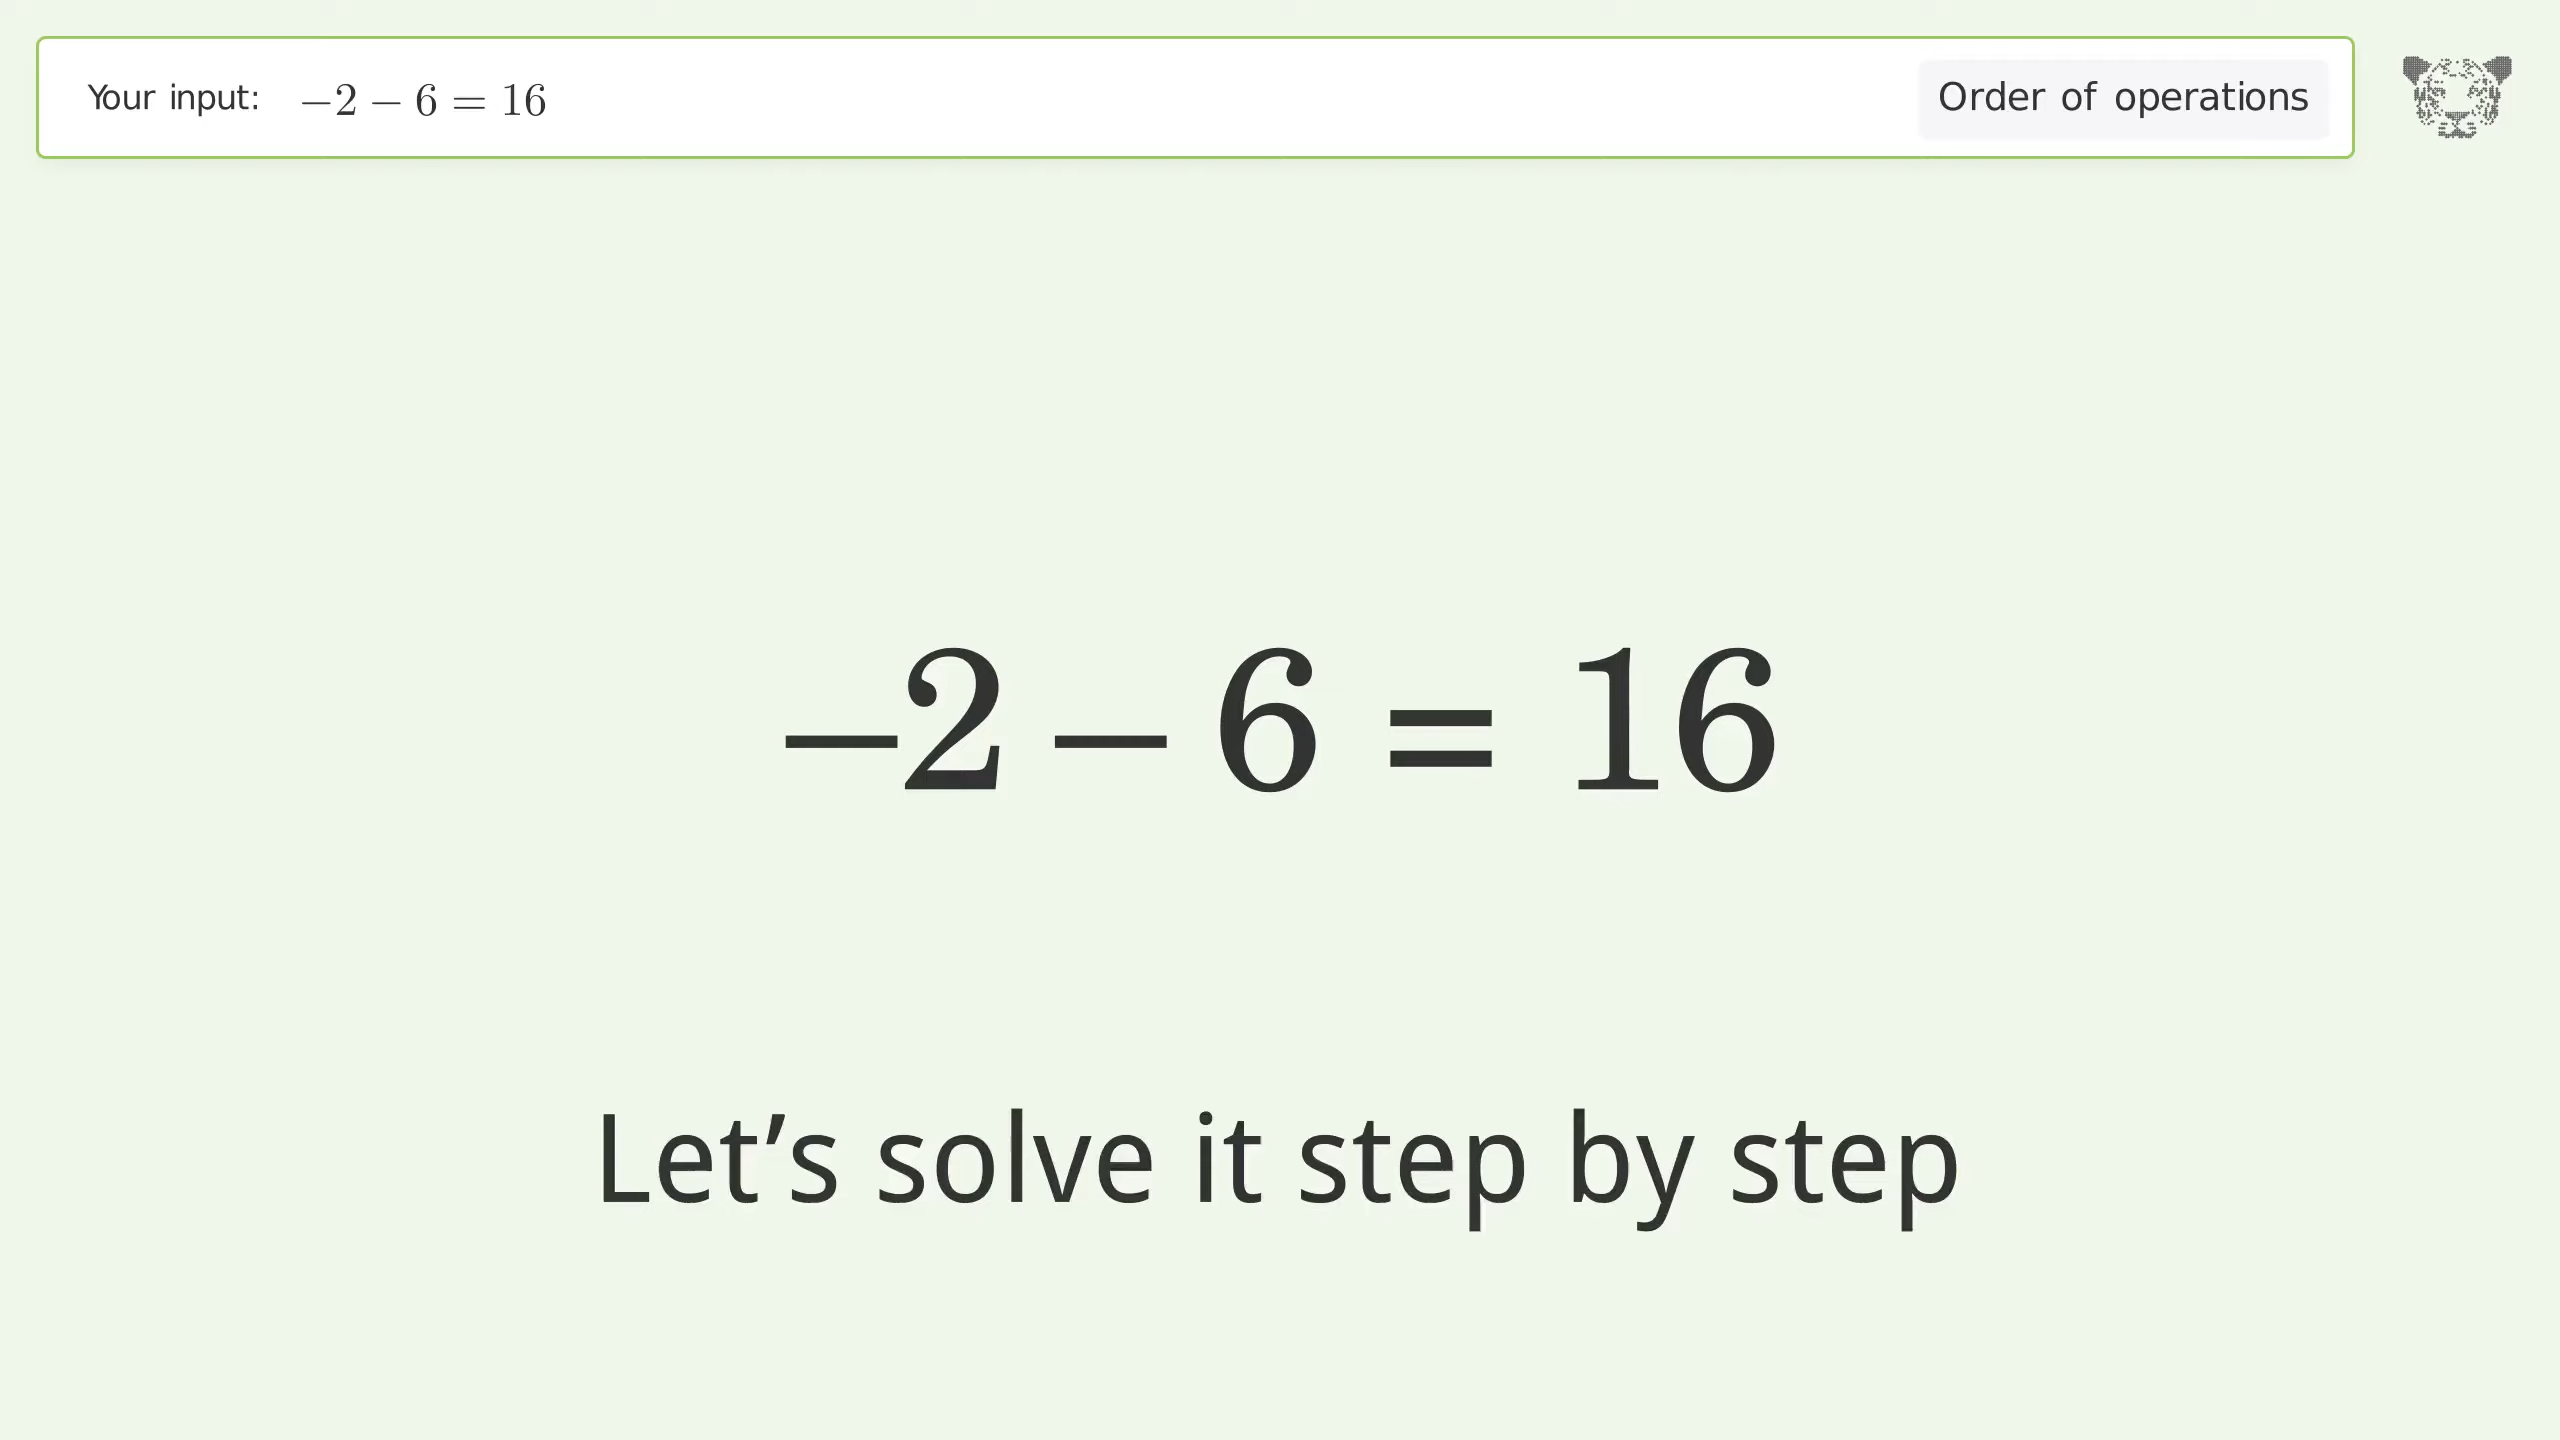 Your input: −2 − 6 = 16 Order of operations
−2 − 6 = 16
Let’s solve it step by step